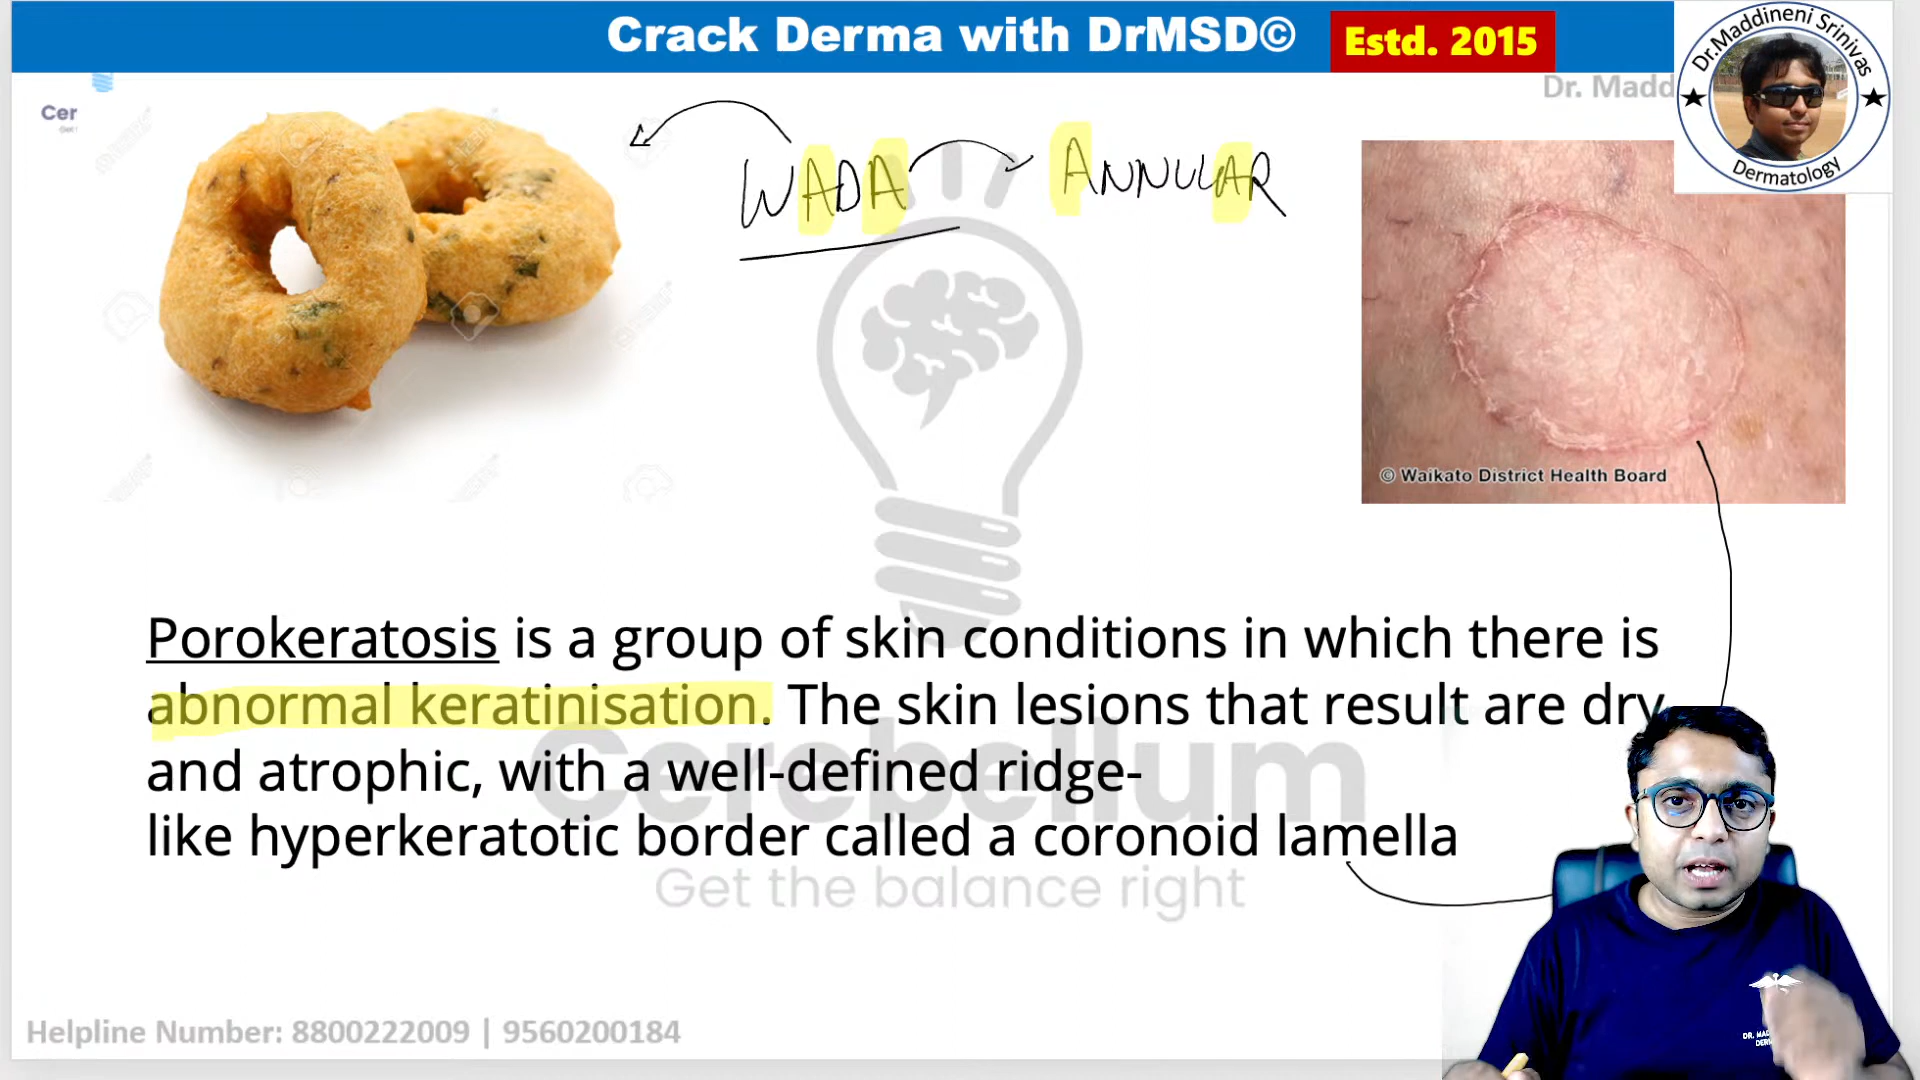 Crack Derma with DrMSD©
Estd. 2015
Dr. Maddineni Srinivas
Dermatology
Dr. Madd
Cer
WADA
ANNULAR
© Waikato District Health Board
Porokeratosis is a group of skin conditions in which there is
abnormal keratinisation. The skin lesions that result are dry
and atrophic, with a well-defined ridge-
like hyperkeratotic border called a coronoid lamella
Cerebellum
Get the balance right
Helpline Number: 8800222009 | 9560200184